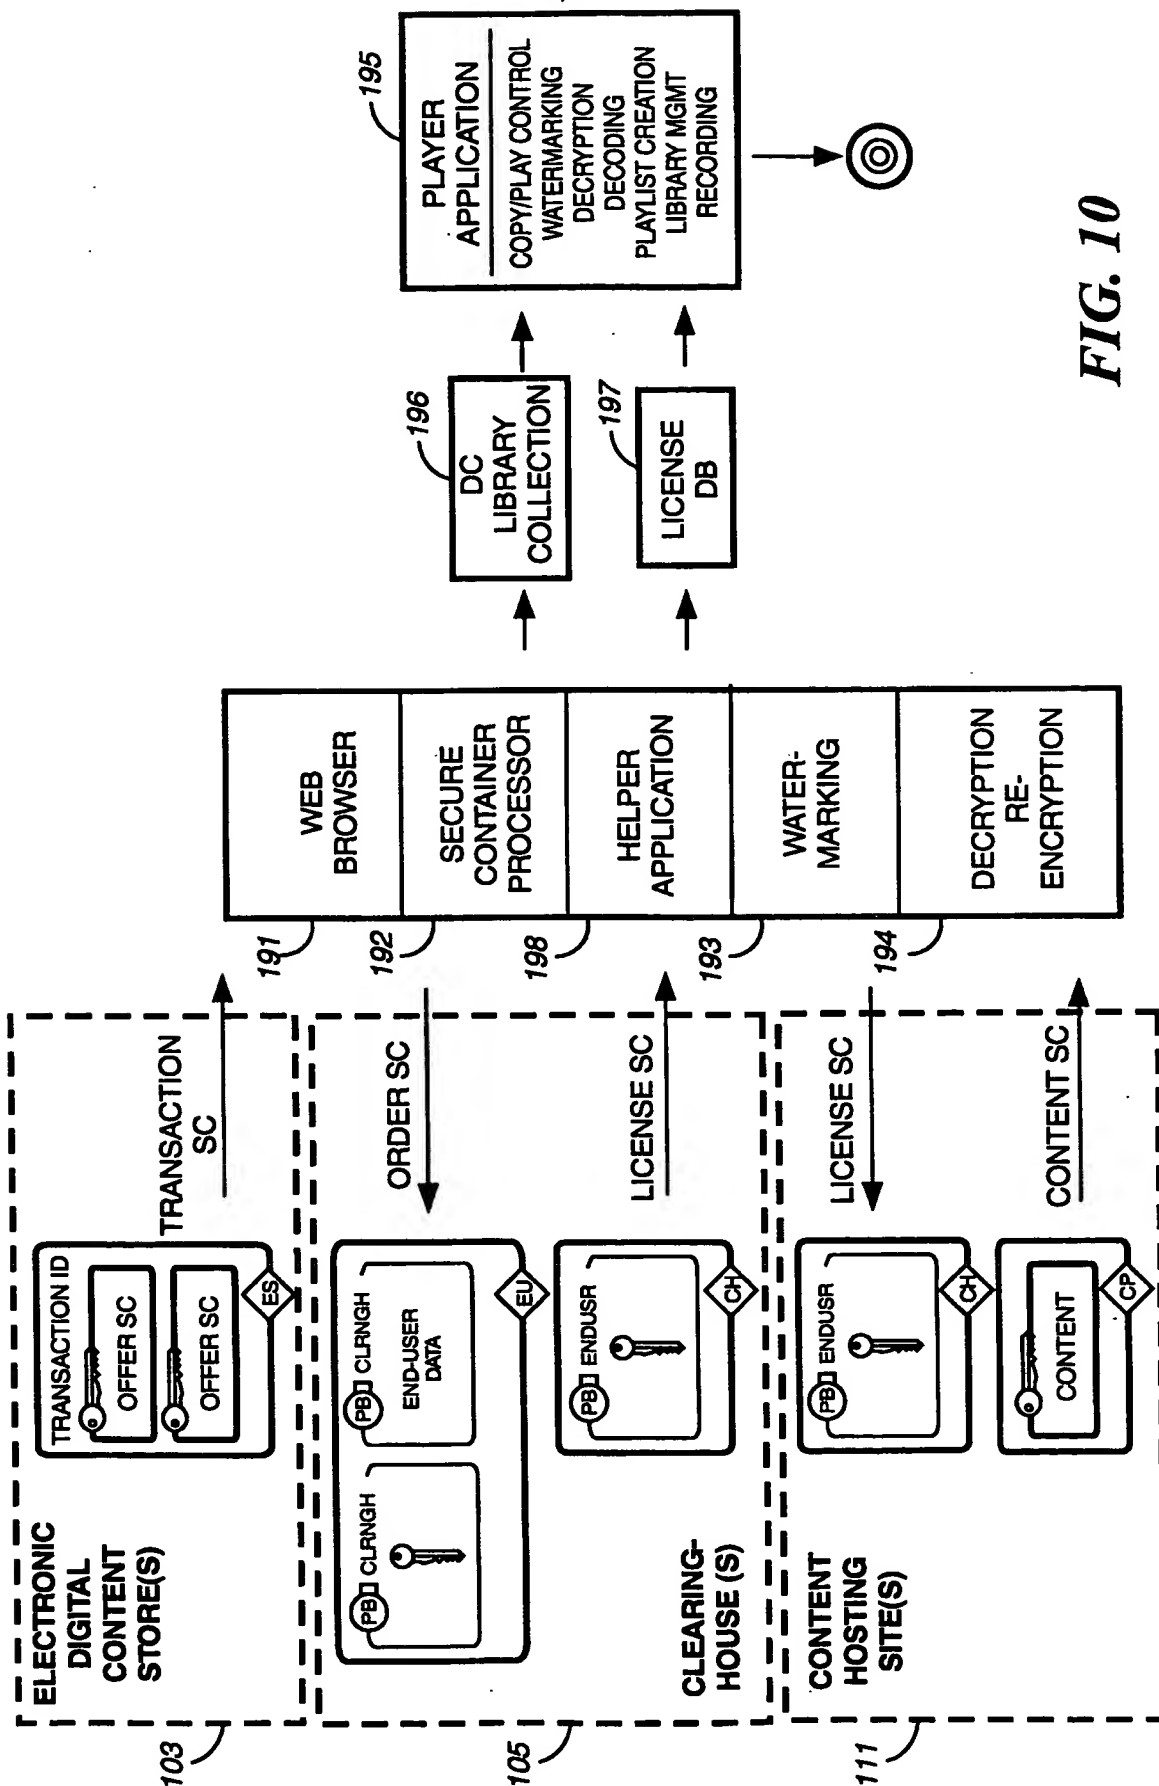 ELECTRONIC
DIGITAL
CONTENT
STORE(S)
103
TRANSACTION ID
OFFER SC
OFFER SC
ES
TRANSACTION
SC
CLEARING-
HOUSE (S)
105
PB CLRNGH
PB CLRNGH
END-USER
DATA
EU
ORDER SC
PB ENDUSR
CH
LICENSE SC
CONTENT
HOSTING
SITE(S)
111
PB ENDUSR
CH
LICENSE SC
CONTENT
CP
CONTENT SC
191
WEB
BROWSER
192
SECURE
CONTAINER
PROCESSOR
198
HELPER
APPLICATION
193
WATER-
MARKING
194
DECRYPTION
RE-
ENCRYPTION
196
DC
LIBRARY
COLLECTION
197
LICENSE
DB
195
PLAYER
APPLICATION
COPY/PLAY CONTROL
WATERMARKING
DECRYPTION
DECODING
PLAYLIST CREATION
LIBRARY MGMT
RECORDING
FIG. 10